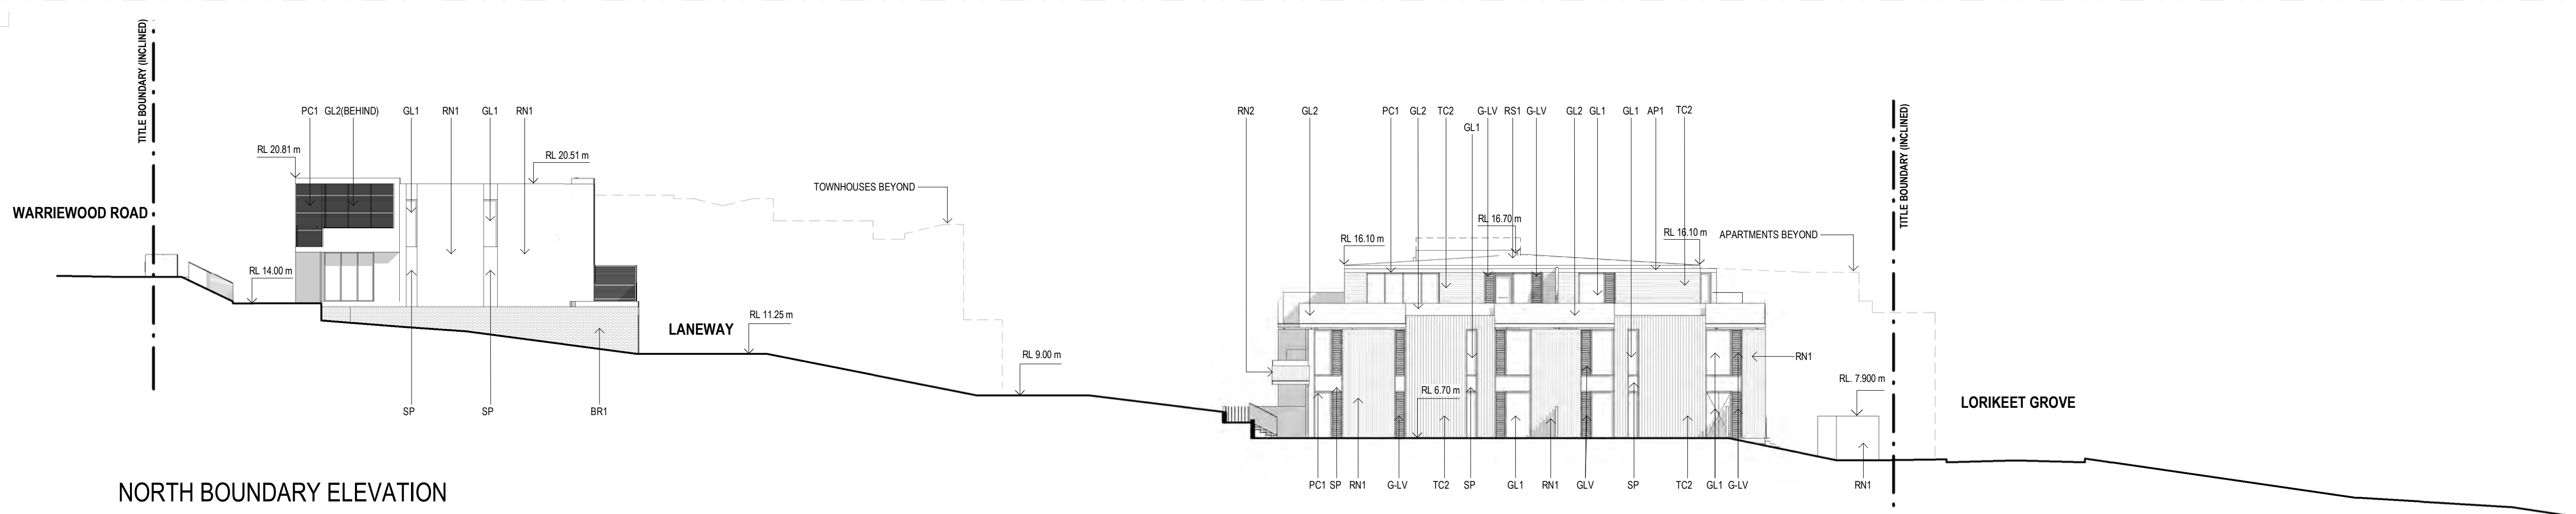 TITLE BOUNDARY (INCLINED)
TITLE BOUNDARY (INCLINED)
PC1 GL2(BEHIND) GL1 RN1 GL1 RN1
RN2 GL2 PC1 GL2 TC2 G-LV RS1 G-LV GL2 GL1 GL1 AP1 TC2
GL1
RL 20.81 m
RL 20.51 m
TOWNHOUSES BEYOND
WARRIEWOOD ROAD
RL 16.70 m
RL 16.10 m
RL 16.10 m
APARTMENTS BEYOND
RL 14.00 m
RL 11.25 m
LANEWAY
RL 9.00 m
RN1
RL 6.70 m
RL. 7.900 m
LORIKEET GROVE
SP SP BR1
PC1 SP RN1 G-LV TC2 SP GL1 RN1 GLV SP TC2 GL1 G-LV RN1
NORTH BOUNDARY ELEVATION